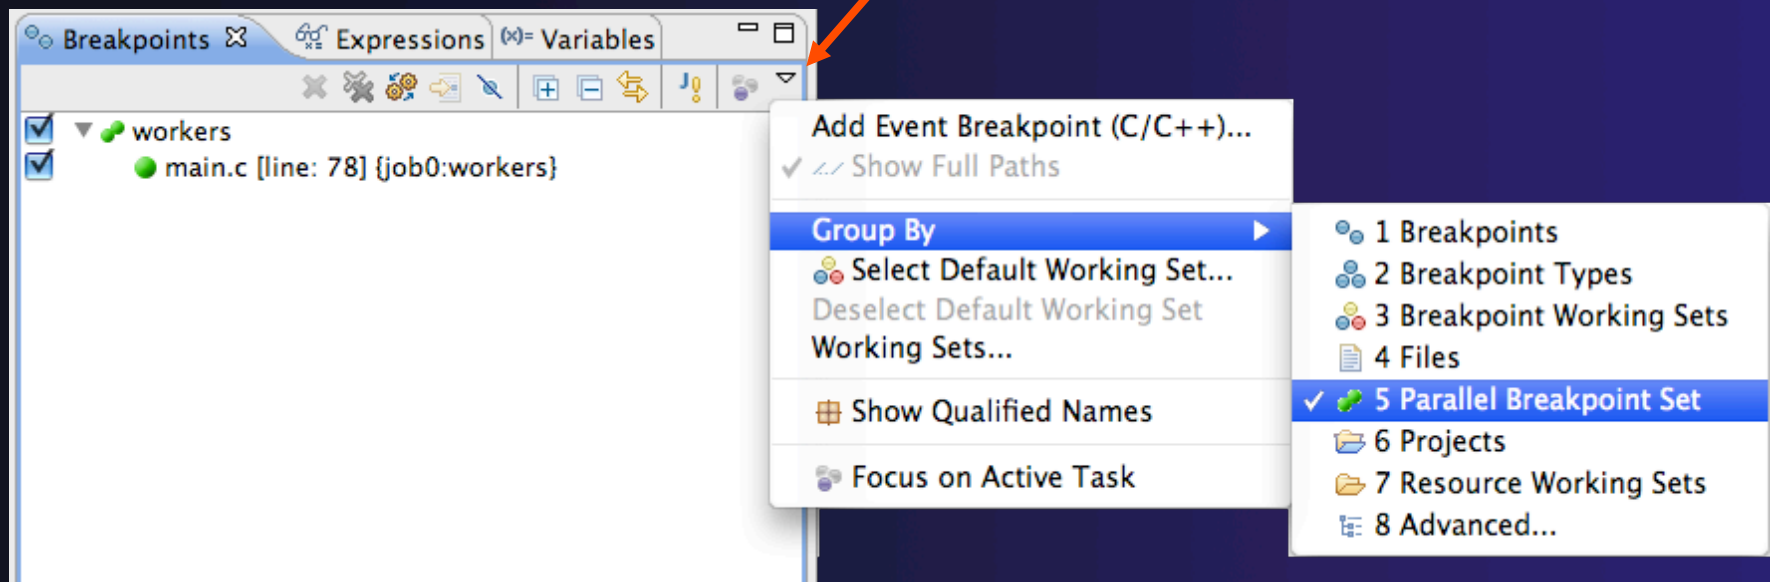 Breakpoints
Expressions
(x)= Variables
workers
main.c [line: 78] {job0:workers}
Add Event Breakpoint (C/C++)...
Show Full Paths
Group By
Select Default Working Set...
Deselect Default Working Set
Working Sets...
Show Qualified Names
Focus on Active Task
1 Breakpoints
2 Breakpoint Types
3 Breakpoint Working Sets
4 Files
5 Parallel Breakpoint Set
6 Projects
7 Resource Working Sets
8 Advanced...